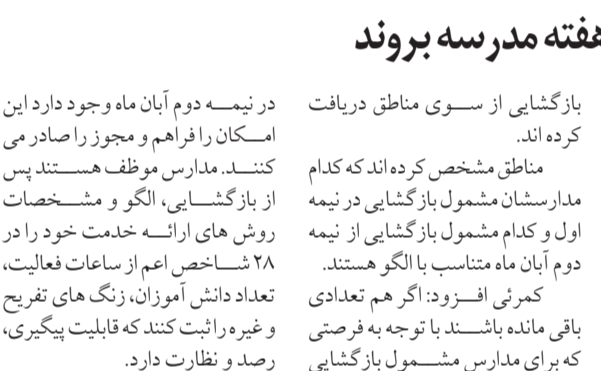 هفته مدرسه بروند
بازگشایی از سوی مناطق دریافت
کرده اند.
مناطق مشخص کرده اند که کدام
مدارسشان مشمول بازگشایی در نیمه
اول و کدام مشمول بازگشایی از نیمه
دوم آبان ماه متناسب با الگو هستند.
کمرئی افزود: اگر هم تعدادی
باقی مانده باشند با توجه به فرصتی
که برای مدارس مشمول بازگشایی
در نیمه دوم آبان ماه وجود دارد این
امکان را فراهم و مجوز را صادر می
کنند. مدارس موظف هستند پس
از بازگشایی، الگو و مشخصات
روش های ارائه خدمت خود را در
۲۸ شاخص اعم از ساعات فعالیت،
تعداد دانش آموزان، زنگ های تفریح
و غیره را ثبت کنند که قابلیت پیگیری،
رصد و نظارت دارد.